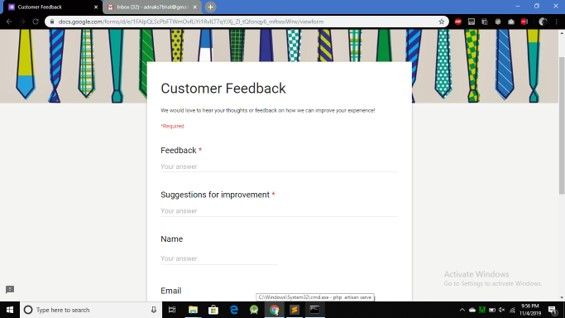 Customer Feedback
Inbox (32) -
docs.google.com/forms/d/e/
/viewform
Customer Feedback
We would love to hear your thoughts or feedback on how we can improve your experience!
*Required
Feedback *
Your answer
Suggestions for improvement *
Your answer
Name
Your answer
Email
Activate Windows
Go to Settings to activate Windows.
C:\Windows\System32\cmd.exe - php artisan serve
Type here to search
9:56 PM
11/4/2019